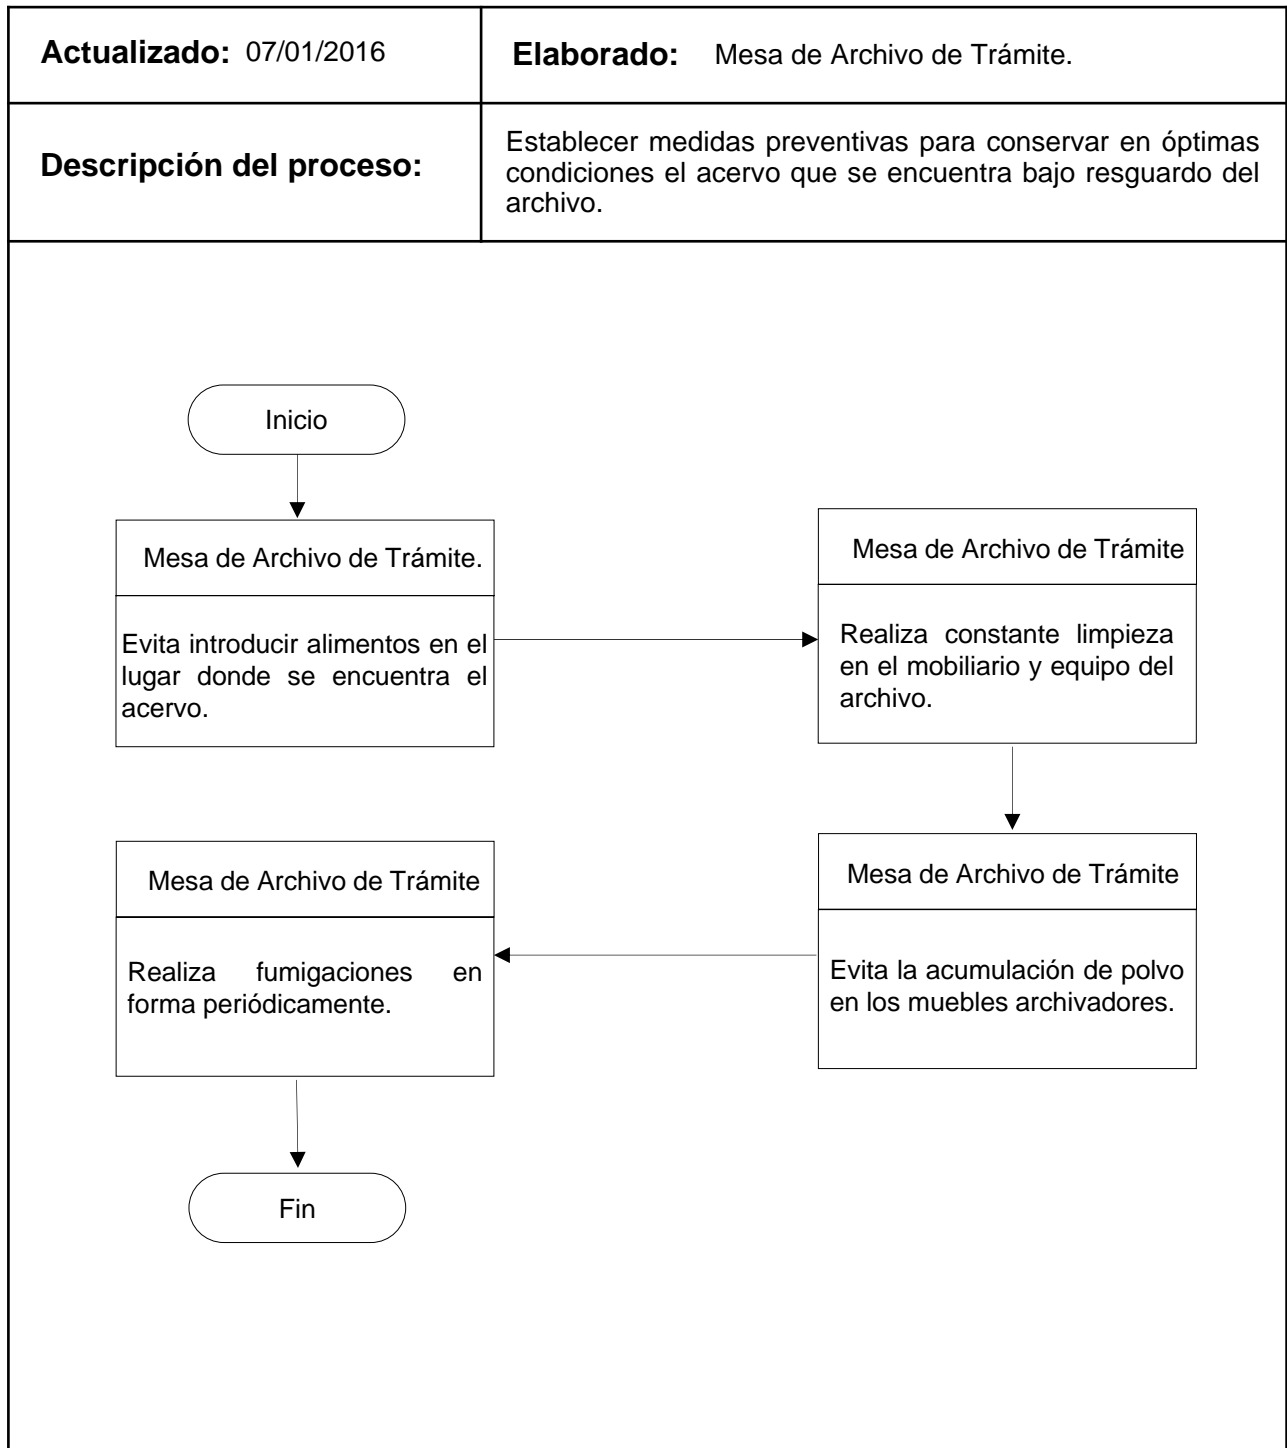 Actualizado: 07/01/2016
Elaborado: Mesa de Archivo de Trámite.
Descripción del proceso:
Establecer medidas preventivas para conservar en óptimas
condiciones el acervo que se encuentra bajo resguardo del
archivo.
Inicio
Mesa de Archivo de Trámite.
Evita introducir alimentos en el
lugar donde se encuentra el
acervo.
Mesa de Archivo de Trámite
Realiza constante limpieza
en el mobiliario y equipo del
archivo.
Mesa de Archivo de Trámite
Evita la acumulación de polvo
en los muebles archivadores.
Mesa de Archivo de Trámite
Realiza fumigaciones en
forma periódicamente.
Fin